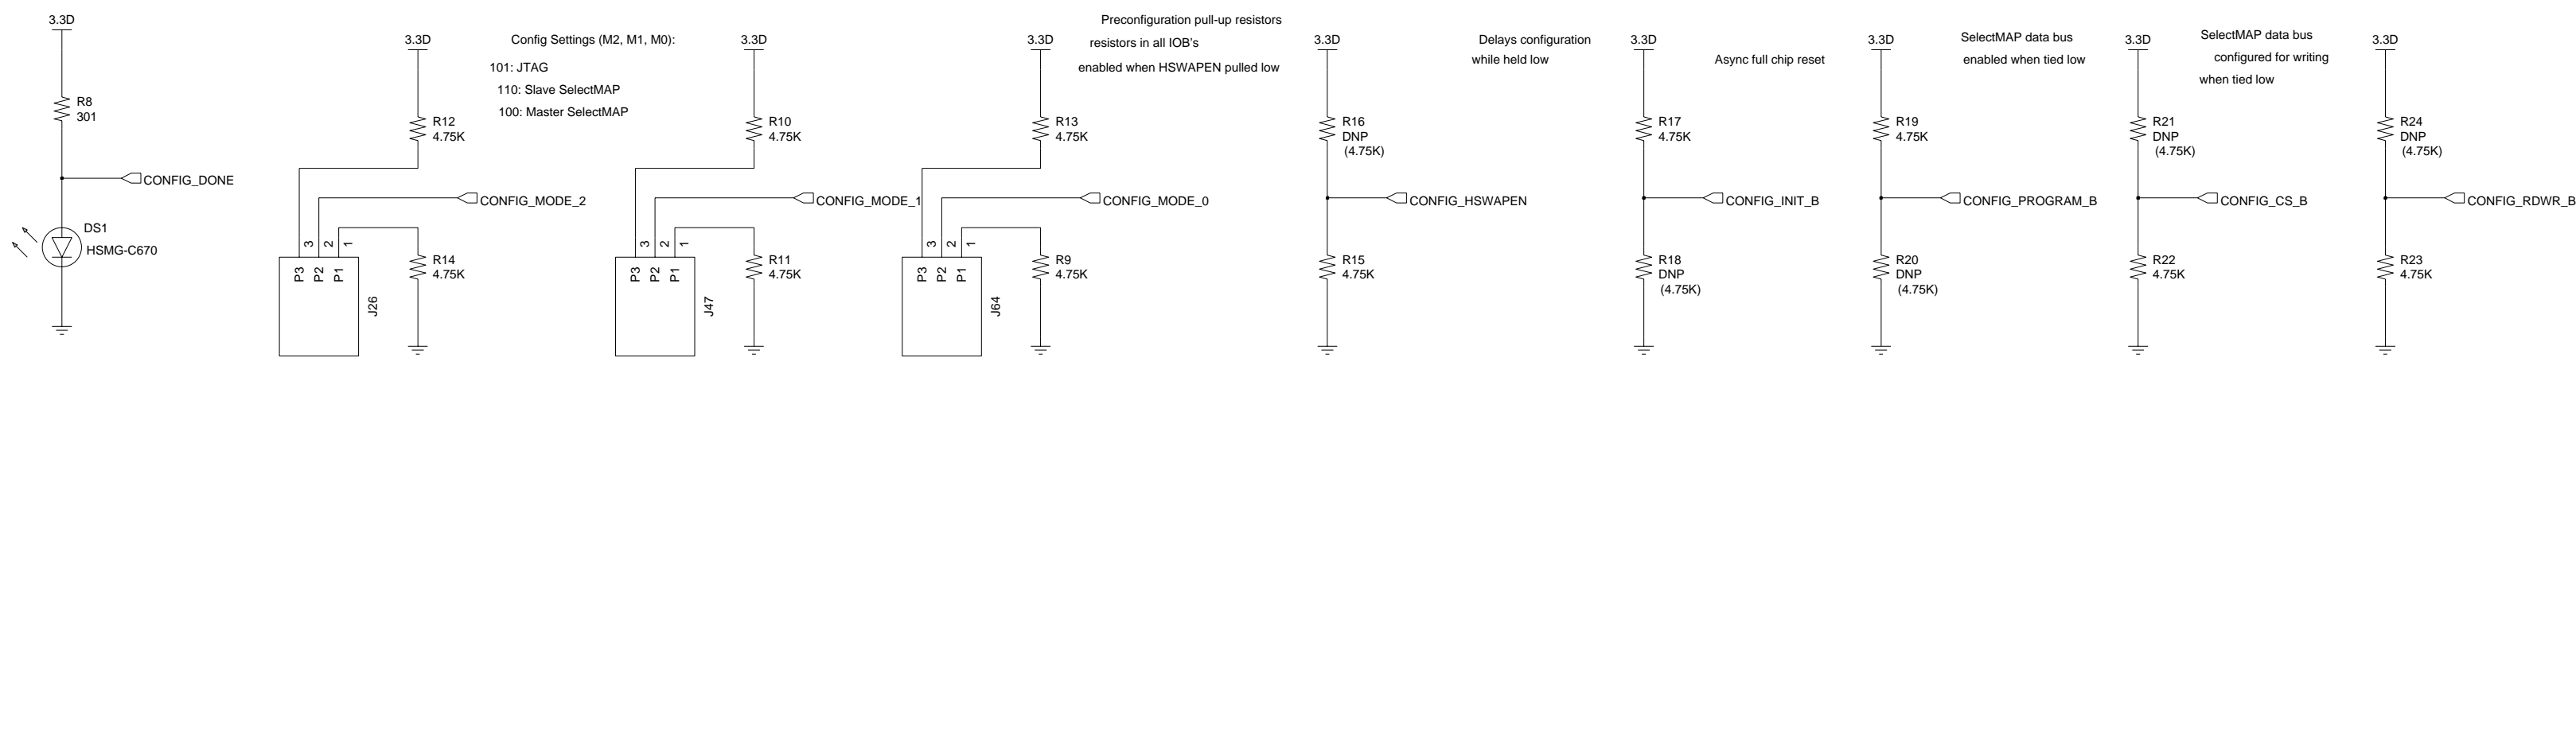 3.3D
R8
301
CONFIG_DONE
DS1
HSMG-C670
3.3D
R12
4.75K
CONFIG_MODE_2
3
2
1
P3
P2
P1
J26
R14
4.75K
Config Settings (M2, M1, M0):
101: JTAG
110: Slave SelectMAP
100: Master SelectMAP
3.3D
R10
4.75K
CONFIG_MODE_1
3
2
1
P3
P2
P1
J47
R11
4.75K
3.3D
R13
4.75K
CONFIG_MODE_0
3
2
1
P3
P2
P1
J64
R9
4.75K
Preconfiguration pull-up resistors
resistors in all IOB's
enabled when HSWAPEN pulled low
3.3D
R16
DNP
(4.75K)
CONFIG_HSWAPEN
R15
4.75K
Delays configuration
while held low
3.3D
R17
4.75K
CONFIG_INIT_B
R18
DNP
(4.75K)
Async full chip reset
3.3D
R19
4.75K
CONFIG_PROGRAM_B
R20
DNP
(4.75K)
SelectMAP data bus
enabled when tied low
3.3D
R21
DNP
(4.75K)
CONFIG_CS_B
R22
4.75K
SelectMAP data bus
configured for writing
when tied low
3.3D
R24
DNP
(4.75K)
CONFIG_RDWR_B
R23
4.75K